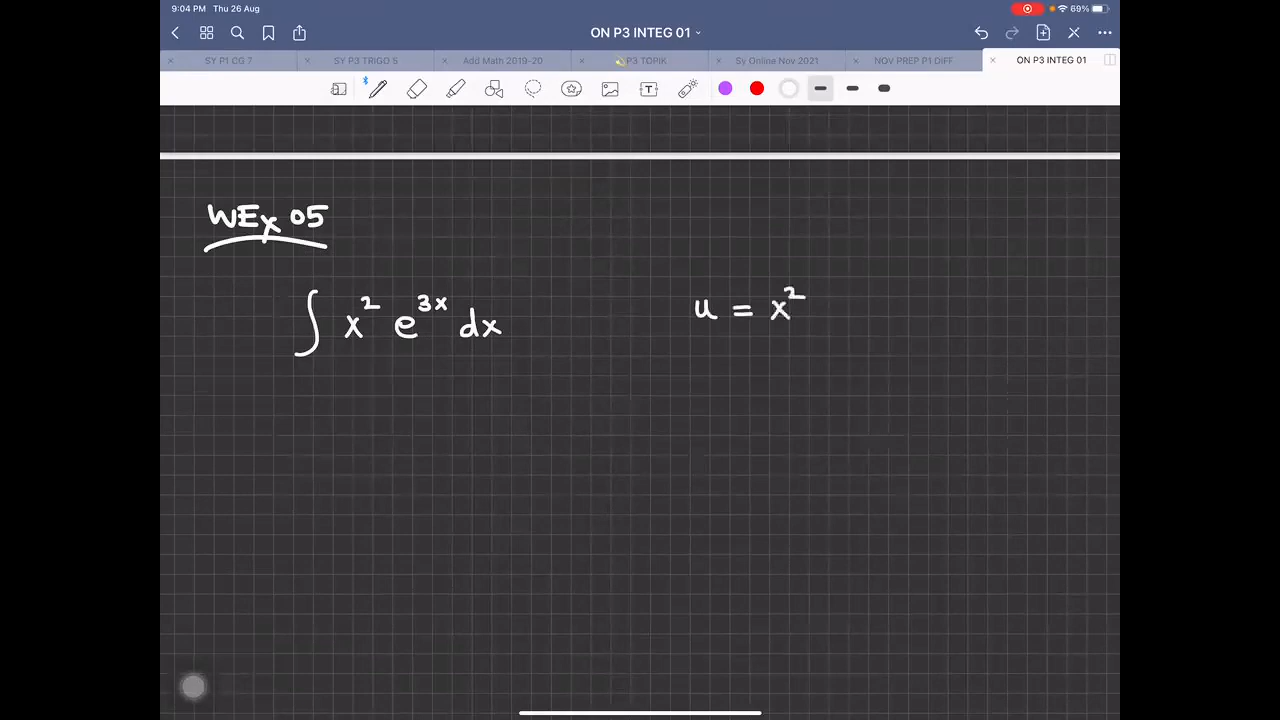 9:04 PM Thu 26 Aug
69%
ON P3 INTEG 01
SY P1 CG 7
SY P3 TRIGO 5
Add Math 2019-20
P3 TOPIK
Sy Online Nov 2021
NOV PREP P1 DIFF
ON P3 INTEG 01
T
WEx 05
∫ x² e³ˣ dx
u = x²